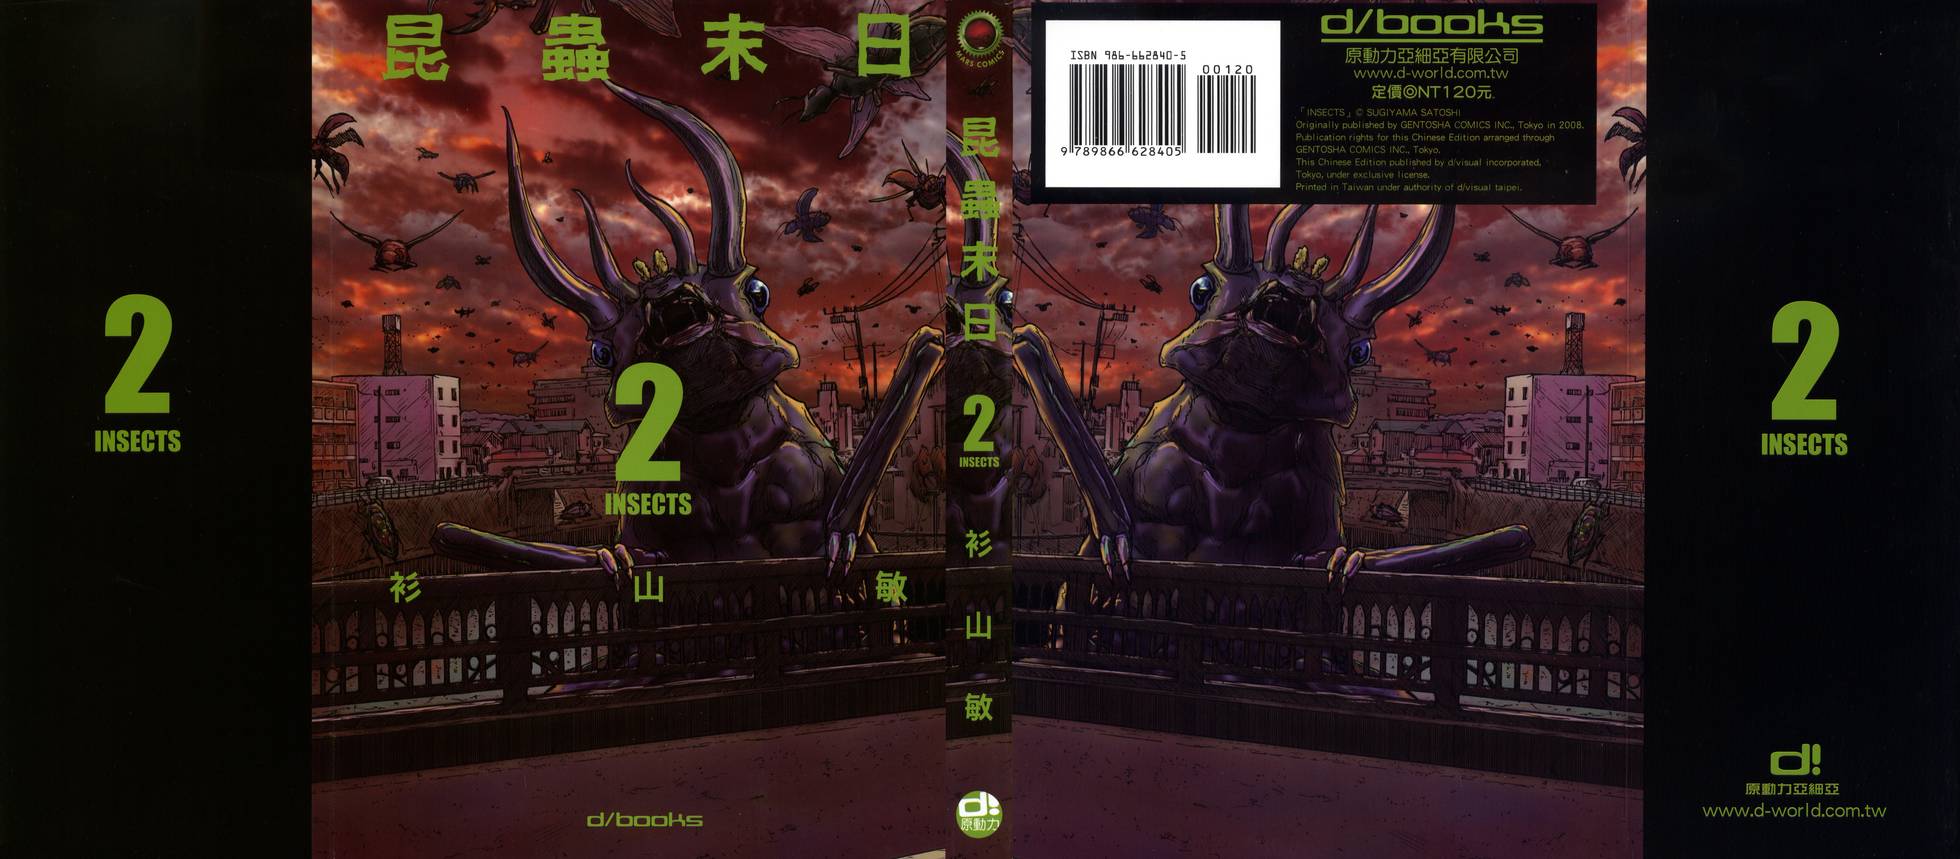 2
INSECTS
昆蟲末日
2
INSECTS
衫山敏
d/books
MARS COMICS
昆蟲末日
2
INSECTS
衫山敏
d!
原動力
ISBN 986-662840-5
00120
9 789866 628405
d/books
原動力亞細亞有限公司
www.d-world.com.tw
定價◎NT120元
「INSECTS」© SUGIYAMA SATOSHI
Originally published by GENTOSHA COMICS INC., Tokyo in 2008.
Publication rights for this Chinese Edition arranged through
GENTOSHA COMICS INC., Tokyo.
This Chinese Edition published by d/visual incorporated,
Tokyo, under exclusive license.
Printed in Taiwan under authority of d/visual taipei.
2
INSECTS
d!
原動力亞細亞
www.d-world.com.tw